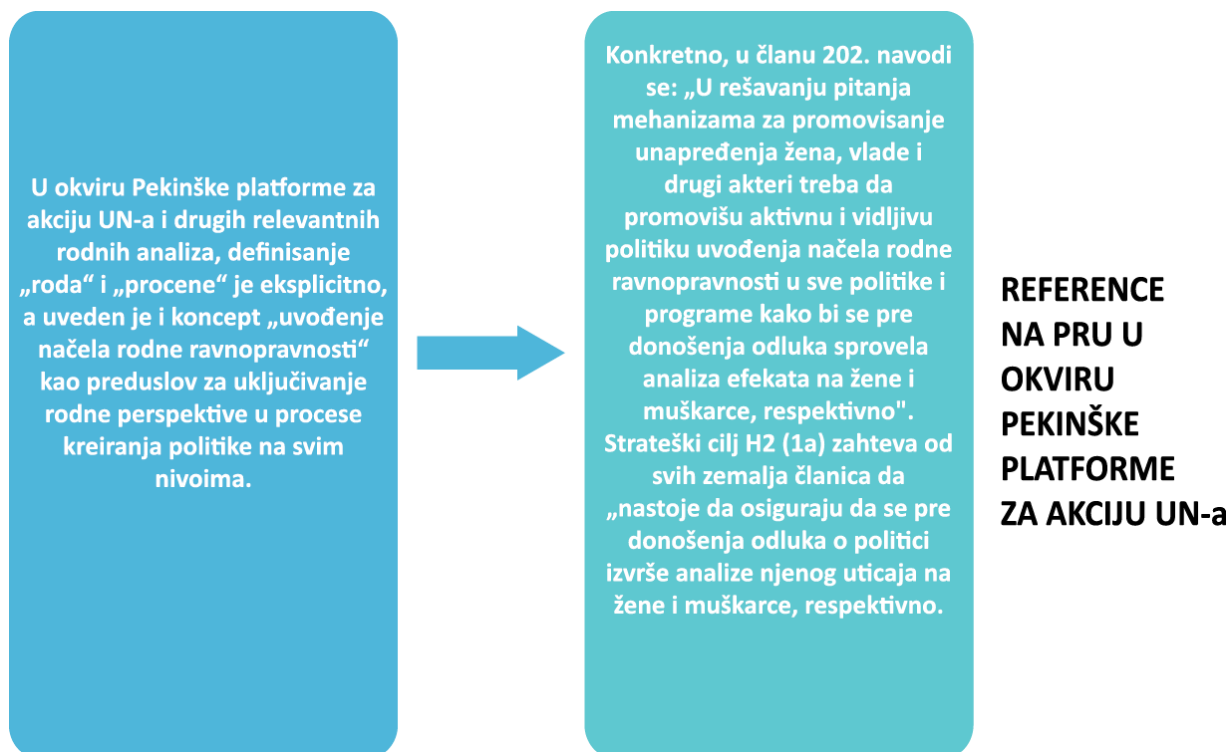 U okviru Pekinške platforme za
akciju UN-a i drugih relevantnih
rodnih analiza, definisanje
„roda“ i „procene“ je eksplicitno,
a uveden je i koncept „uvođenje
načela rodne ravnopravnosti“
kao preduslov za uključivanje
rodne perspektive u procese
kreiranja politike na svim
nivoima.
Konkretno, u članu 202. navodi
se: „U rešavanju pitanja
mehanizama za promovisanje
unapređenja žena, vlade i
drugi akteri treba da
promovišu aktivnu i vidljivu
politiku uvođenja načela rodne
ravnopravnosti u sve politike i
programe kako bi se pre
donošenja odluka sprovela
analiza efekata na žene i
muškarce, respektivno".
Strateški cilj H2 (1a) zahteva od
svih zemalja članica da
„nastoje da osiguraju da se pre
donošenja odluka o politici
izvrše analize njenog uticaja na
žene i muškarce, respektivno.
REFERENCE
NA PRU U
OKVIRU
PEKINŠKE
PLATFORME
ZA AKCIJU UN-a